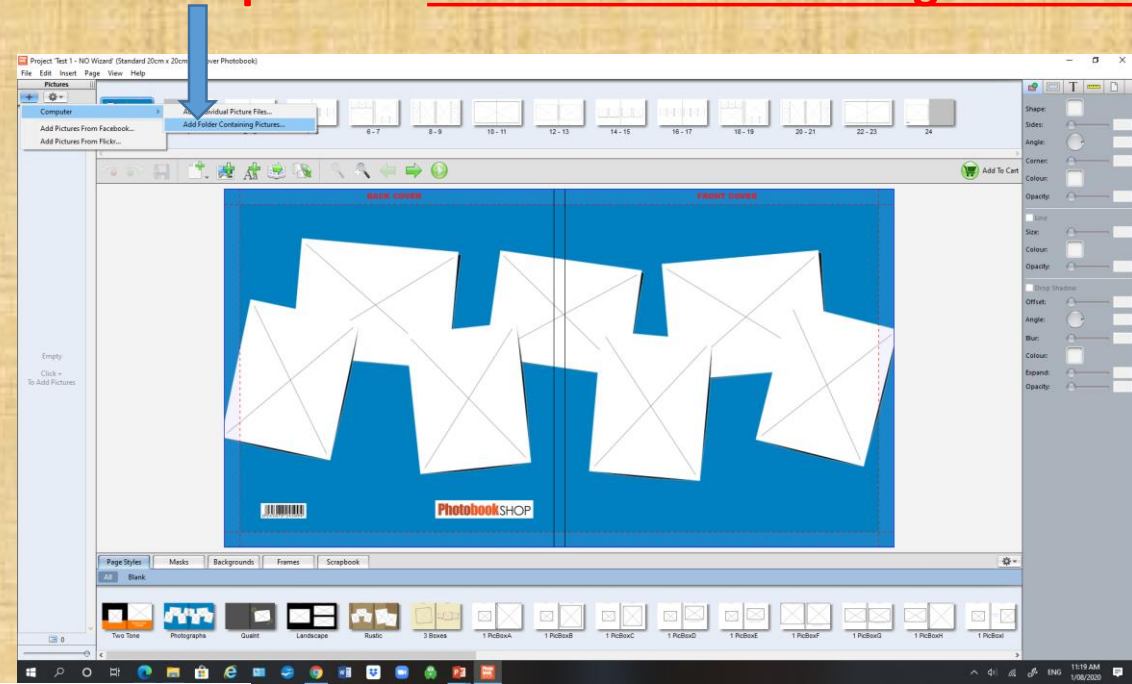 Project 'Test 1 - NO Wizard' (Standard 20cm x 20cm over Photobook)
File Edit Insert Page View Help
Pictures
Computer
Add Individual Picture Files...
Add Folder Containing Pictures...
Add Pictures From Facebook...
Add Pictures From Flickr...
6 - 7 8 - 9 10 - 11 12 - 13 14 - 15 16 - 17 18 - 19 20 - 21 22 - 23 24
Add To Cart
BACK COVER FRONT COVER
Empty
Click +
To Add Pictures
PhotobookSHOP
Shape:
Sides:
Angle:
Corner:
Colour:
Opacity:
Line
Size:
Colour:
Opacity:
Drop Shadow
Offset:
Angle:
Blur:
Colour:
Expand:
Opacity:
Page Styles Masks Backgrounds Frames Scrapbook
All Blank
Two Tone Photographs Quaint Landscape Rustic 3 Boxes 1 PicBoxA 1 PicBoxB 1 PicBoxC 1 PicBoxD 1 PicBoxE 1 PicBoxF 1 PicBoxG 1 PicBoxH 1 PicBoxI
0
ENG
11:19 AM
1/08/2020